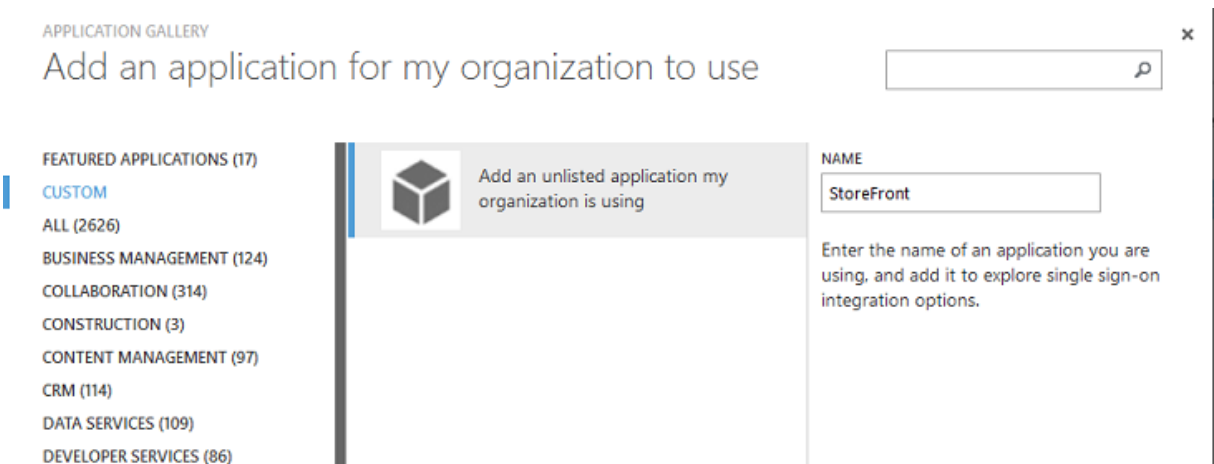 APPLICATION GALLERY
Add an application for my organization to use
FEATURED APPLICATIONS (17)
CUSTOM
ALL (2626)
BUSINESS MANAGEMENT (124)
COLLABORATION (314)
CONSTRUCTION (3)
CONTENT MANAGEMENT (97)
CRM (114)
DATA SERVICES (109)
DEVELOPER SERVICES (86)
Add an unlisted application my
organization is using
NAME
StoreFront
Enter the name of an application you are
using, and add it to explore single sign-on
integration options.